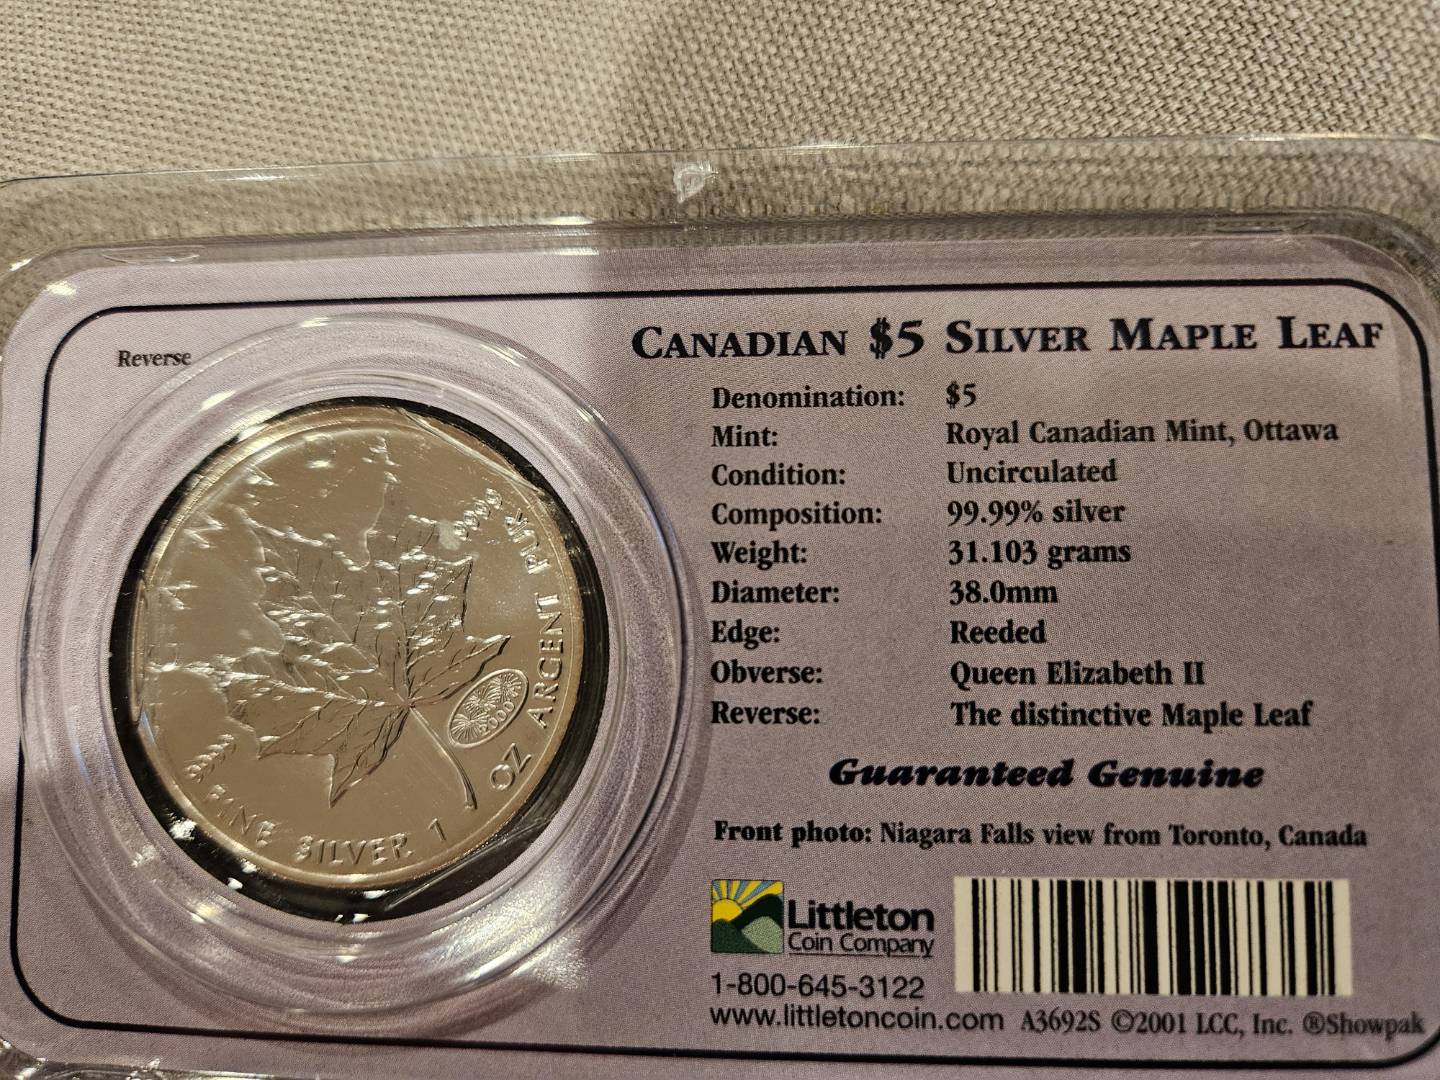 Reverse
CANADIAN $5 SILVER MAPLE LEAF
Denomination: $5
Mint: Royal Canadian Mint, Ottawa
Condition: Uncirculated
Composition: 99.99% silver
Weight: 31.103 grams
Diameter: 38.0mm
Edge: Reeded
Obverse: Queen Elizabeth II
Reverse: The distinctive Maple Leaf
Guaranteed Genuine
Front photo: Niagara Falls view from Toronto, Canada
Littleton
Coin Company
1-800-645-3122
www.littletoncoin.com A3692S ©2001 LCC, Inc. ®Showpak
9999
9999
2000
FINE SILVER 1 OZ ARGENT PUR